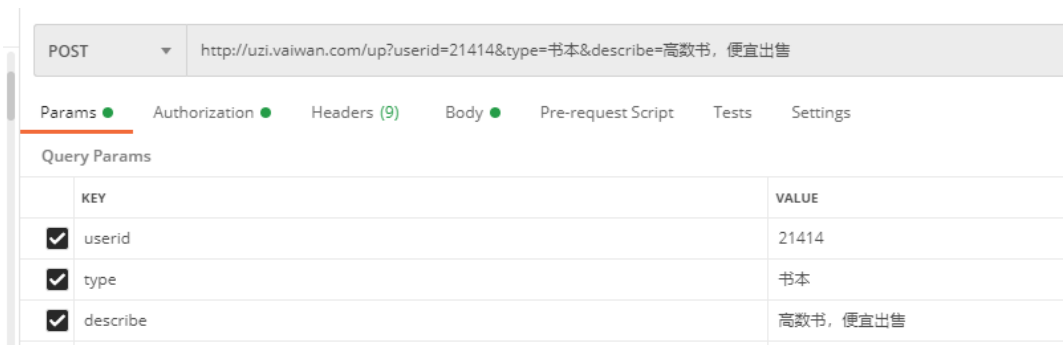 POST http://uzi.vaiwan.com/up?userid=21414&type=书本&describe=高数书，便宜出售
Params Authorization Headers (9) Body Pre-request Script Tests Settings
Query Params
KEY VALUE
userid 21414
type 书本
describe 高数书，便宜出售